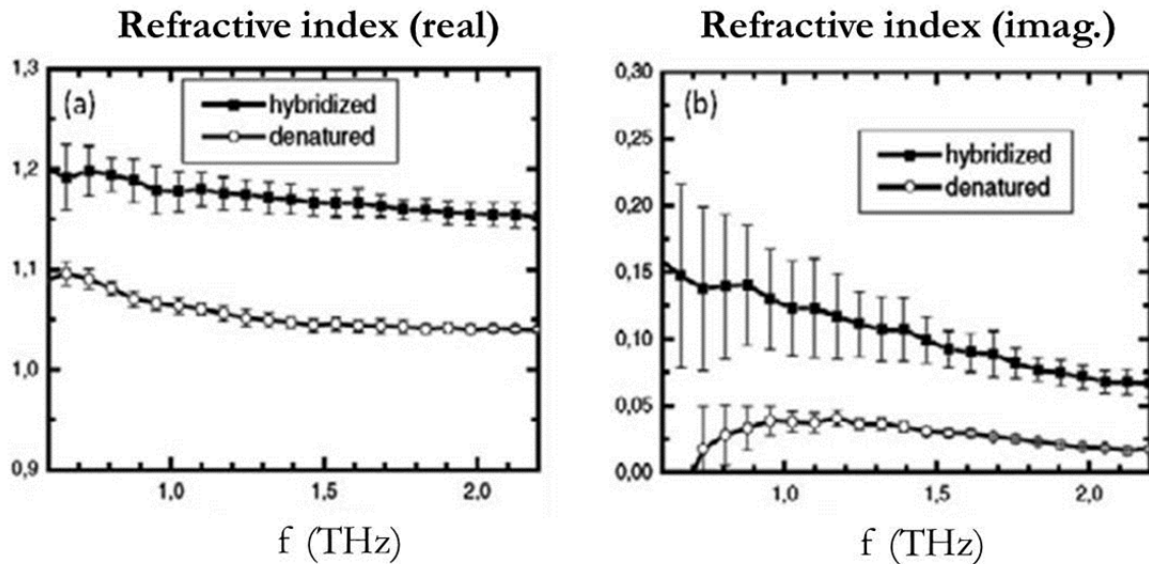 Refractive index (real)
1,3
(a)
hybridized
denatured
1,2
1,1
1,0
0,9
1,0
1,5
2,0
f (THz)
Refractive index (imag.)
0,30
(b)
0,25
hybridized
denatured
0,20
0,15
0,10
0,05
0,00
1,0
1,5
2,0
f (THz)